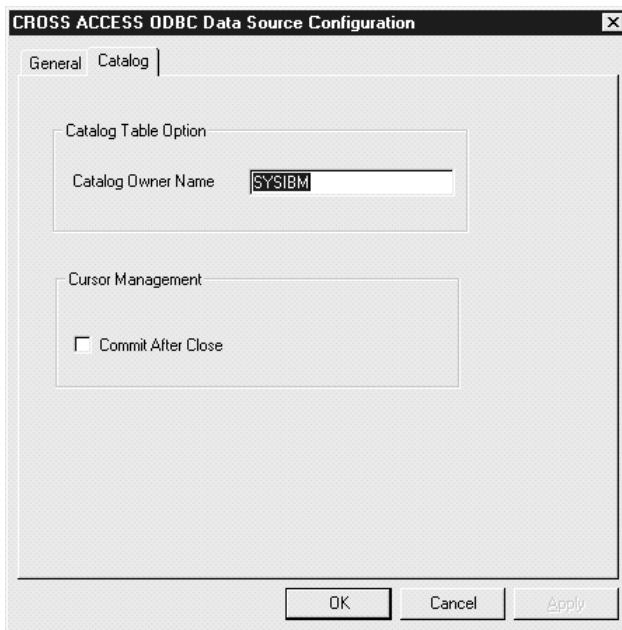 CROSS ACCESS ODBC Data Source Configuration
General Catalog
Catalog Table Option
Catalog Owner Name SYSIBM
Cursor Management
Commit After Close
OK Cancel Apply